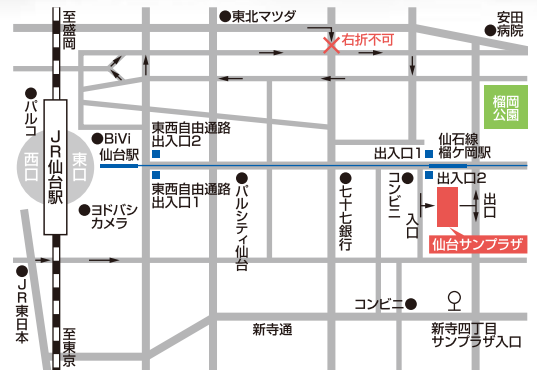 至盛岡
東北マツダ
安田
病院
右折不可
パルコ
榴岡
公園
BiVi
仙台駅
東西自由通路
出入口2
出入口1
仙石線
榴ケ岡駅
西口
JR仙台駅
東口
東西自由通路
出入口1
出入口2
ヨドバシ
カメラ
パルシティ仙台
七十七銀行
コンビニ
入口
出口
仙台サンプラザ
JR東日本
コンビニ
至東京
新寺通
新寺四丁目
サンプラザ入口